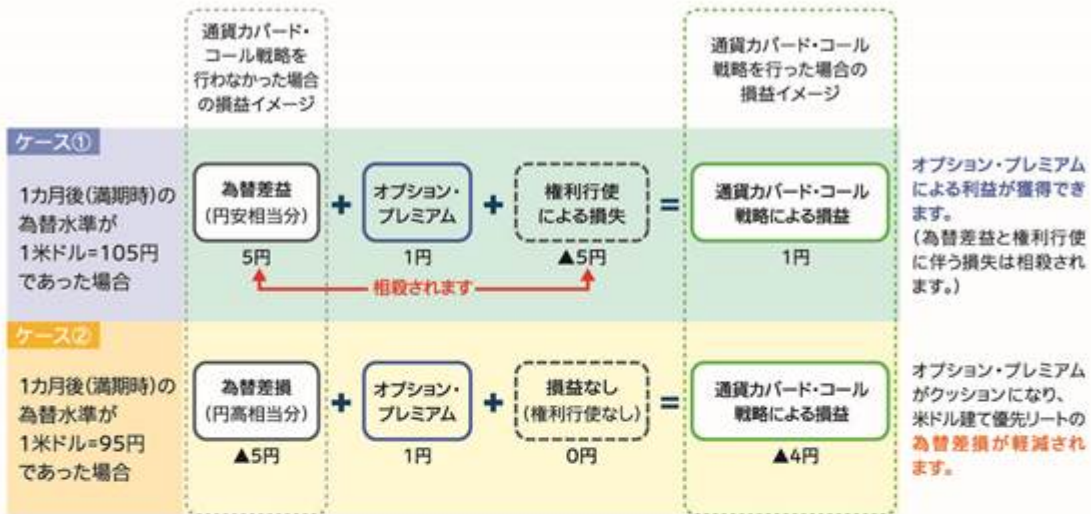 通貨カバード・
コール戦略を
行わなかった場合
の損益イメージ
通貨カバード・コール
戦略を行った場合の
損益イメージ
ケース①
1カ月後(満期時)の
為替水準が
1米ドル=105円
であった場合
為替差益
(円安相当分)
5円
+
オプション・
プレミアム
1円
+
権利行使
による損失
▲5円
=
通貨カバード・コール
戦略による損益
1円
相殺されます
オプション・プレミアム
による利益が獲得でき
ます。
(為替差益と権利行使
に伴う損失は相殺され
ます。)
ケース②
1カ月後(満期時)の
為替水準が
1米ドル=95円
であった場合
為替差損
(円高相当分)
▲5円
+
オプション・
プレミアム
1円
+
損益なし
(権利行使なし)
0円
=
通貨カバード・コール
戦略による損益
▲4円
オプション・プレミアム
がクッションになり、
米ドル建て優先リートの
為替差損が軽減され
ます。